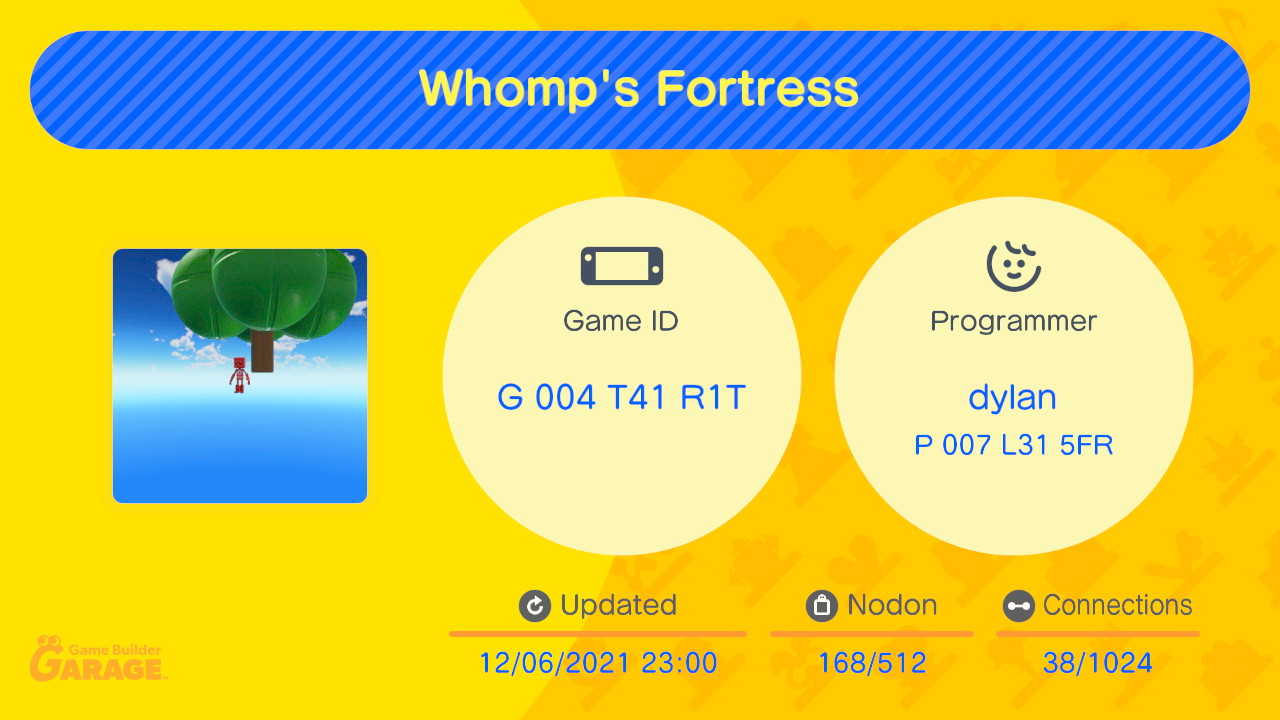 Whomp's Fortress
Game ID
G 004 T41 R1T
Programmer
dylan
P 007 L31 5FR
Updated
12/06/2021 23:00
Nodon
168/512
Connections
38/1024
Game Builder
GARAGE